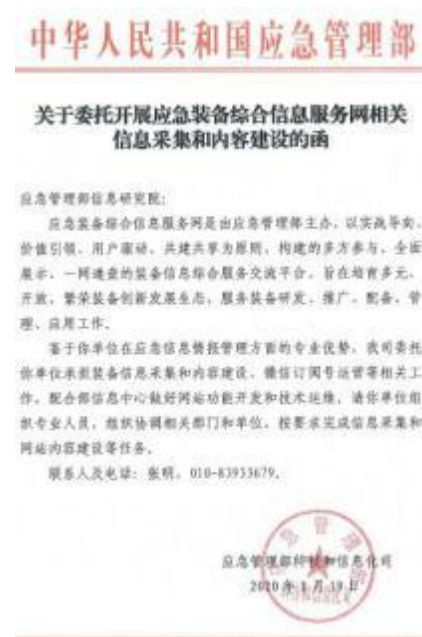 中华人民共和国应急管理部
关于委托开展应急装备综合信息服务网相关
信息采集和内容建设的函
应急管理部信息研究院:
应急装备综合信息服务网是由应急管理部主办、以实战导向、
价值引领、用户驱动、共建共享为原则,构建的多方参与、全面
展示、一网通查的装备信息综合服务交流平台。旨在培育多元、
开放、繁荣装备创新发展生态,服务装备研发、推广、配备、管
理、应用工作。
鉴于你单位在应急信息情报管理方面的专业优势,我司委托
你单位承担装备信息采集和内容建设、微信订阅号运营等相关工
作,配合部信息中心做好网站功能开发和技术运维。请你单位组
织专业人员,组织协调相关部门和单位,按要求完成信息采集和
网站内容建设等任务。
联系人及电话:张明,010-83933679。
应急管理部科技和信息化司
2020年1月19日